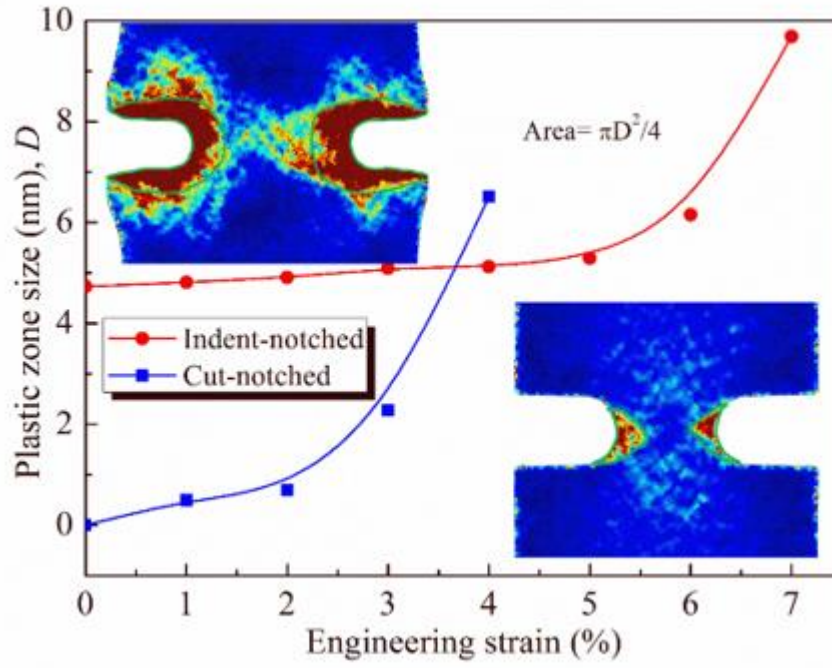 10
8
6
4
2
0
Plastic zone size (nm), D
Area= πD²/4
Indent-notched
Cut-notched
0 1 2 3 4 5 6 7
Engineering strain (%)